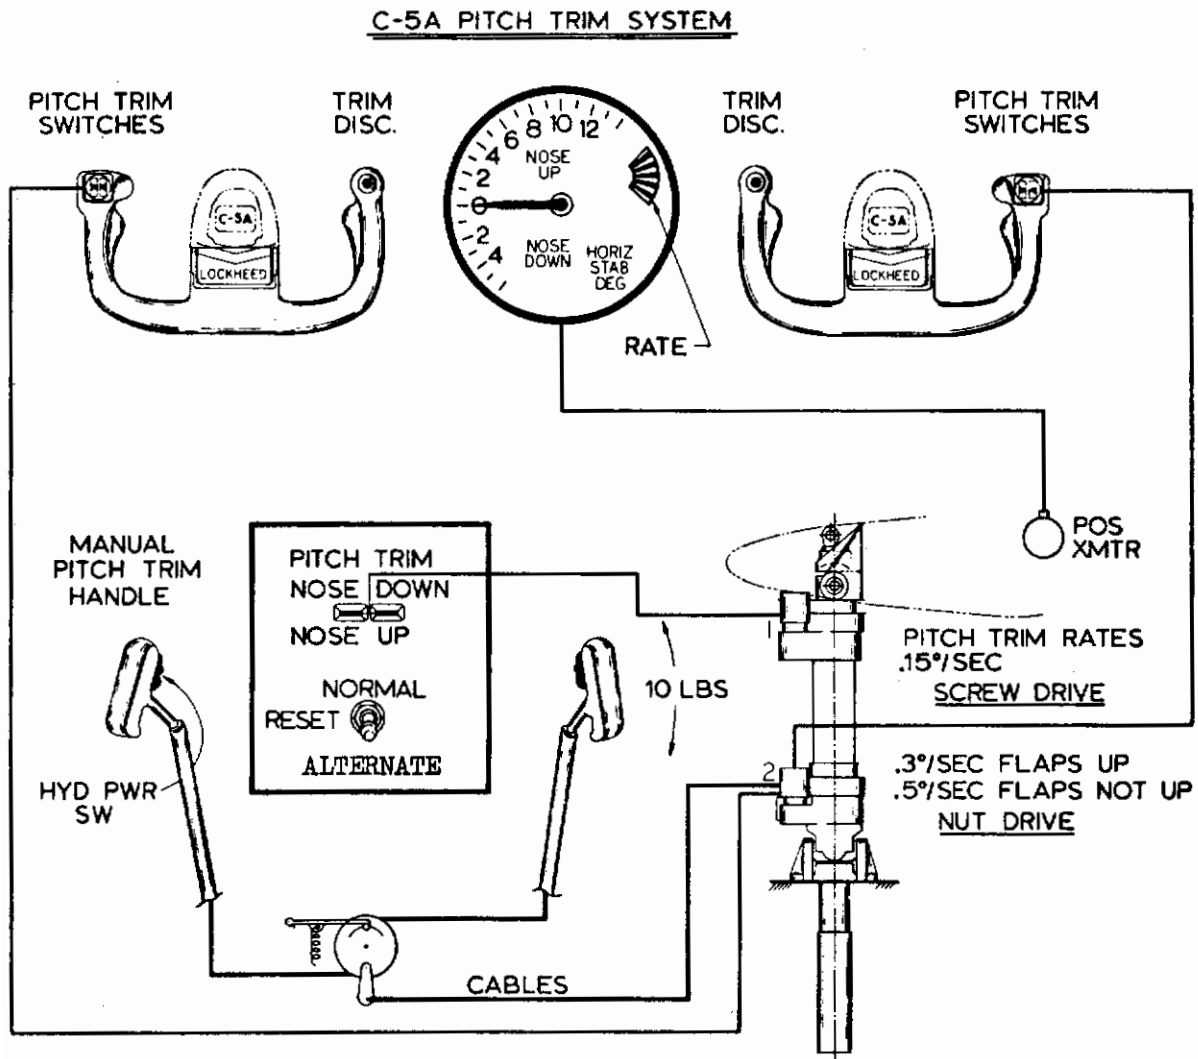 C-5A PITCH TRIM SYSTEM
PITCH TRIM
SWITCHES
TRIM
DISC.
TRIM
DISC.
PITCH TRIM
SWITCHES
C-5A
LOCKHEED
12
10
8
6
4
2
0
2
4
NOSE
UP
NOSE
DOWN
HORIZ
STAB
DEG
C-5A
LOCKHEED
RATE
POS
XMTR
MANUAL
PITCH TRIM
HANDLE
PITCH TRIM
NOSE DOWN
NOSE UP
NORMAL
RESET
ALTERNATE
10 LBS
1
PITCH TRIM RATES
.15°/SEC
SCREW DRIVE
2
.3°/SEC FLAPS UP
.5°/SEC FLAPS NOT UP
NUT DRIVE
HYD PWR
SW
CABLES